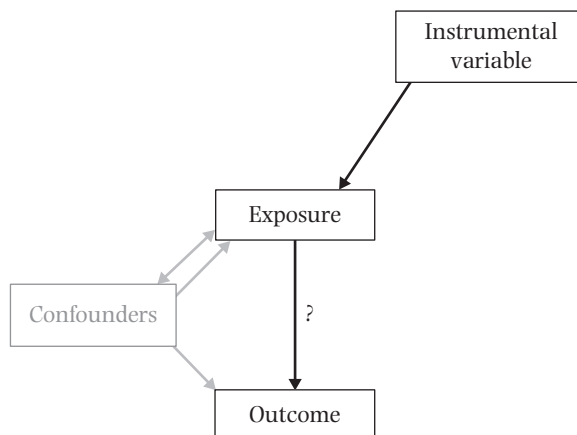 Instrumental
variable
Exposure
Confounders
?
Outcome